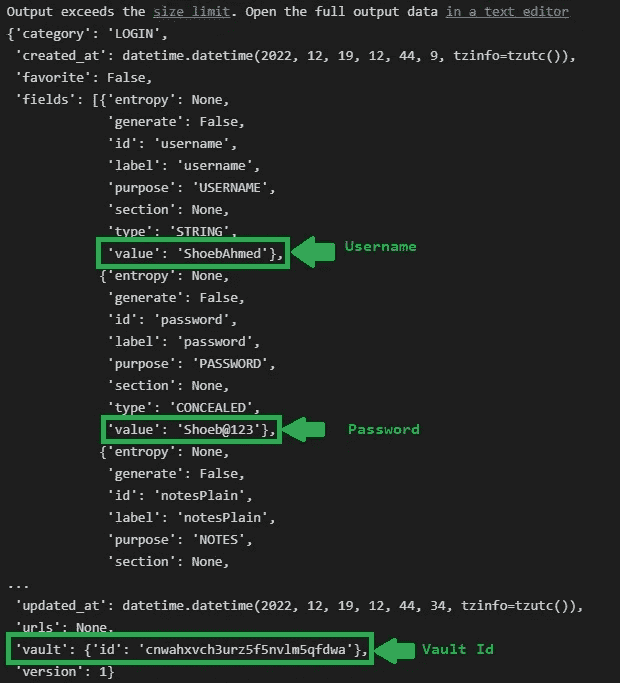 Output exceeds the size limit. Open the full output data in a text editor
{'category': 'LOGIN',
'created_at': datetime.datetime(2022, 12, 19, 12, 44, 9, tzinfo=tzutc()),
'favorite': False,
'fields': [{'entropy': None,
'generate': False,
'id': 'username',
'label': 'username',
'purpose': 'USERNAME',
'section': None,
'type': 'STRING',
'value': 'ShoebAhmed'}, Username
{'entropy': None,
'generate': False,
'id': 'password',
'label': 'password',
'purpose': 'PASSWORD',
'section': None,
'type': 'CONCEALED',
'value': 'Shoeb@123'}, Password
{'entropy': None,
'generate': False,
'id': 'notesPlain',
'label': 'notesPlain',
'purpose': 'NOTES',
'section': None,
...
'updated_at': datetime.datetime(2022, 12, 19, 12, 44, 34, tzinfo=tzutc()),
'urls': None,
'vault': {'id': 'cnwahxvch3urz5f5nvlm5qfdwa'}, Vault Id
'version': 1}